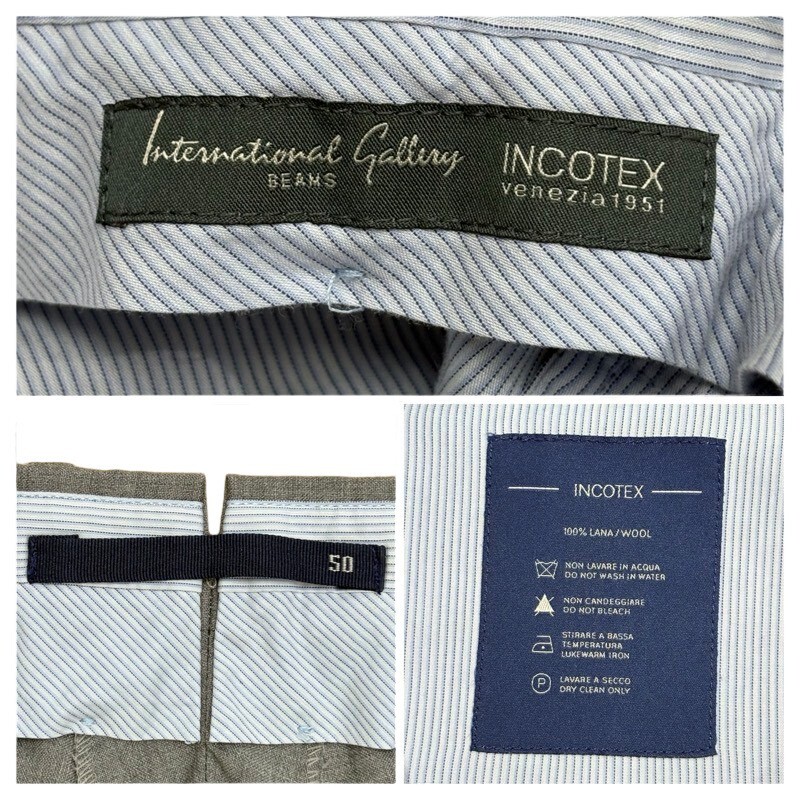 International Gallery
BEAMS
INCOTEX
venezia1951
50
INCOTEX
100% LANA/WOOL
NON LAVARE IN ACQUA
DO NOT WASH IN WATER
NON CANDEGGIARE
DO NOT BLEACH
STIRARE A BASSA
TEMPERATURA
LUKEWARM IRON
P
LAVARE A SECCO
DRY CLEAN ONLY